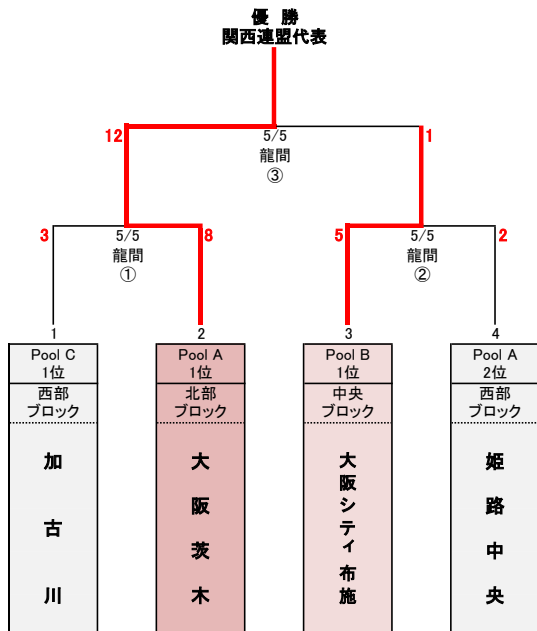 優 勝
関西連盟代表
12
1
5/5
龍間
③
3
8
5
2
5/5
龍間
①
5/5
龍間
②
1
2
3
4
Pool C
1位
西部
ブロック
加古川
Pool A
1位
北部
ブロック
大阪茨木
Pool B
1位
中央
ブロック
大阪シティ布施
Pool A
2位
西部
ブロック
姫路中央